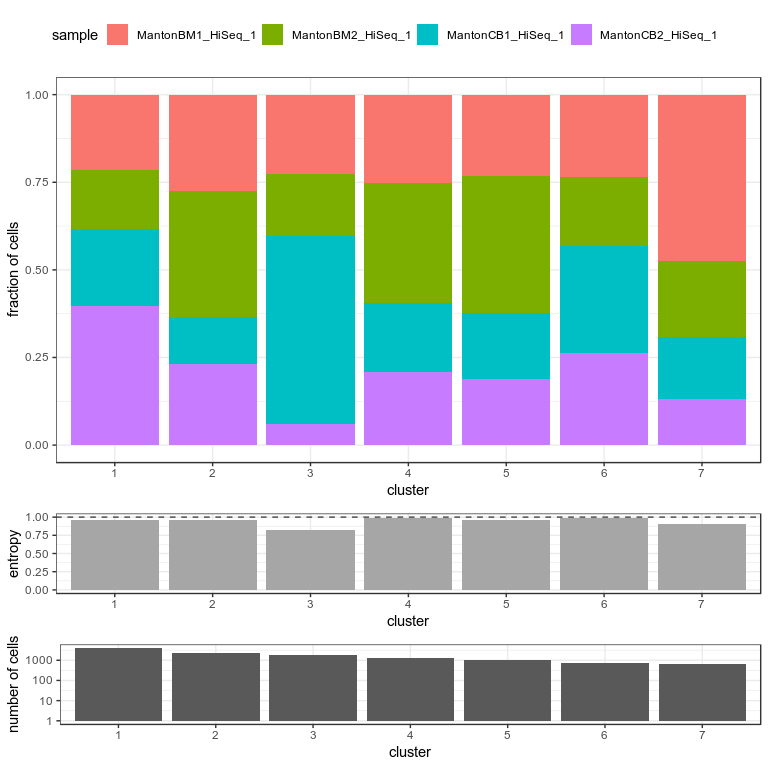 sample MantonBM1_HiSeq_1 MantonBM2_HiSeq_1 MantonCB1_HiSeq_1 MantonCB2_HiSeq_1
fraction of cells
1.00
0.75
0.50
0.25
0.00
1 2 3 4 5 6 7
cluster
entropy
1.00
0.75
0.50
0.25
0.00
1 2 3 4 5 6 7
cluster
number of cells
1000
100
10
1
1 2 3 4 5 6 7
cluster